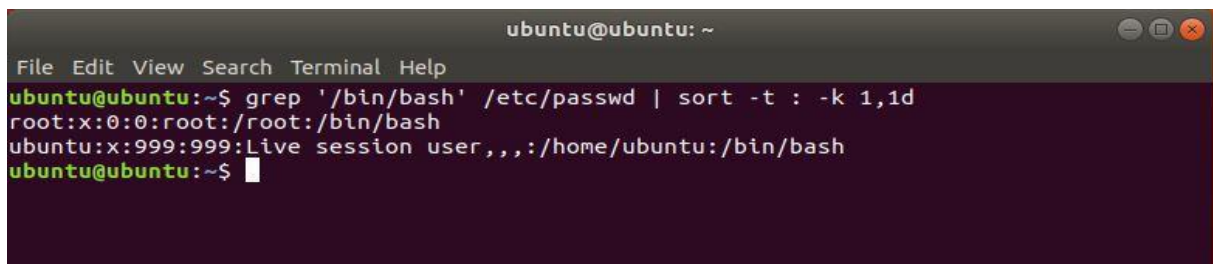 ubuntu@ubuntu: ~
File Edit View Search Terminal Help
ubuntu@ubuntu:~$ grep '/bin/bash' /etc/passwd | sort -t : -k 1,1d
root:x:0:0:root:/root:/bin/bash
ubuntu:x:999:999:Live session user,,,:/home/ubuntu:/bin/bash
ubuntu@ubuntu:~$